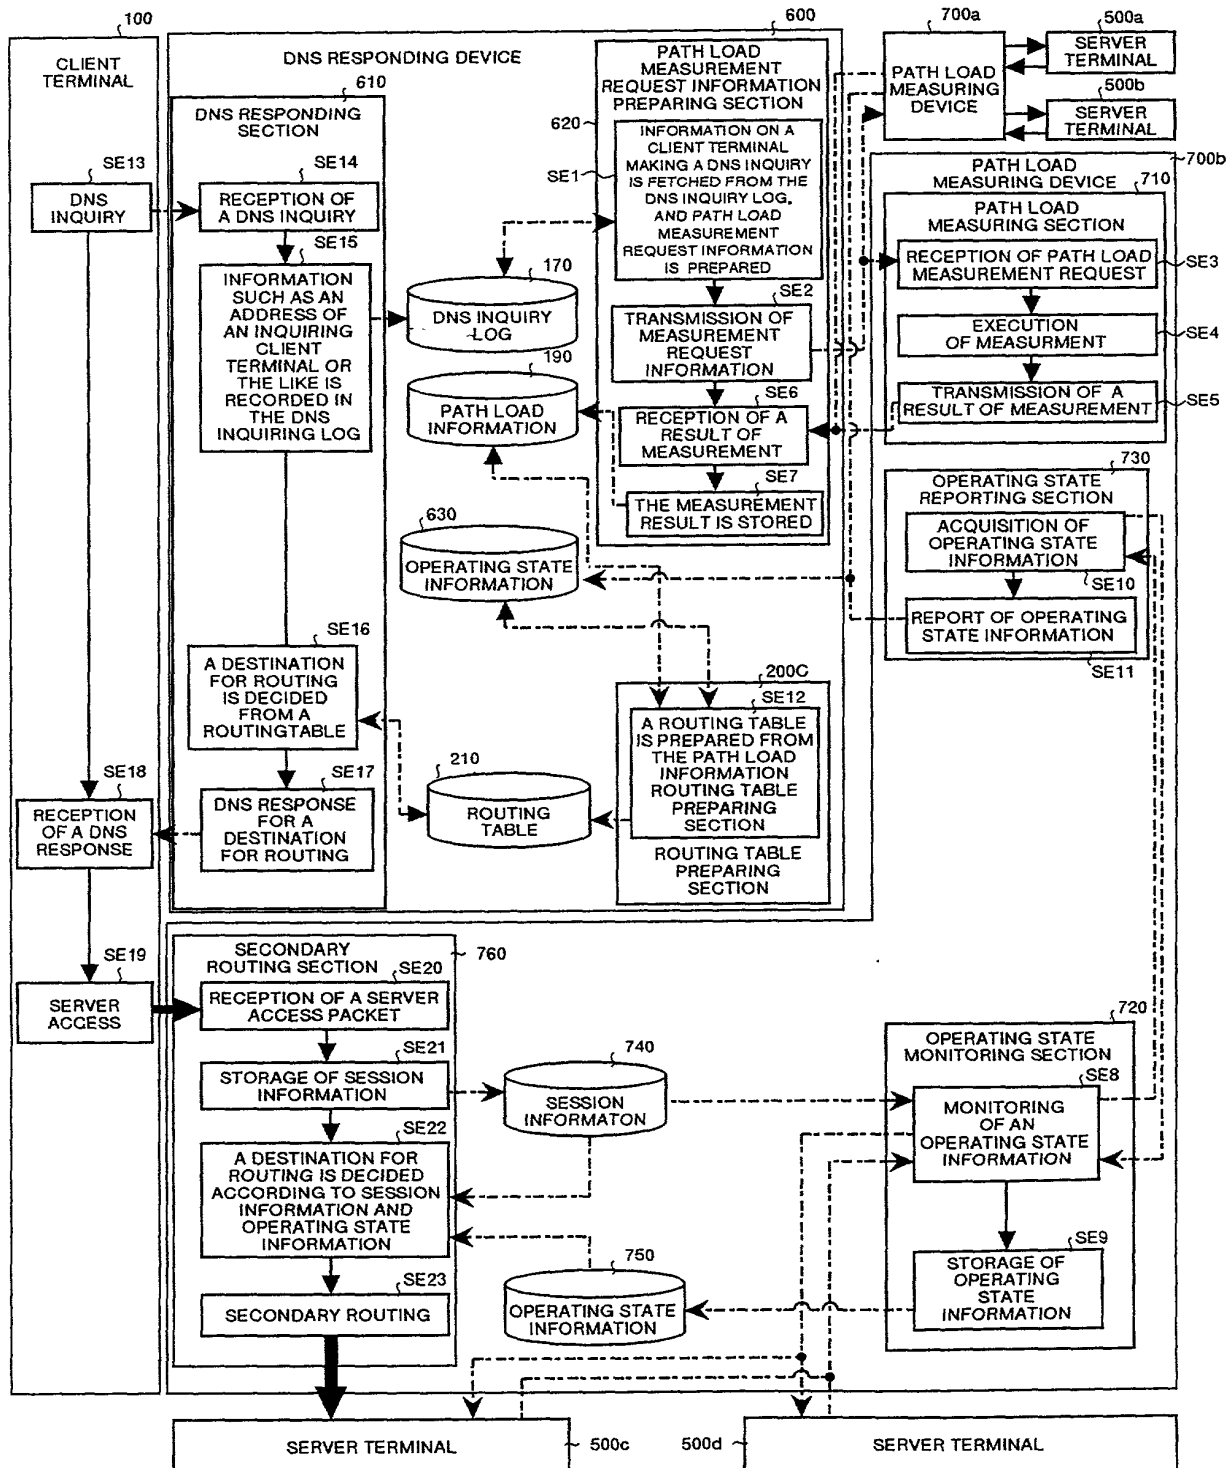 100
CLIENT
TERMINAL
SE13
DNS
INQUIRY
SE18
RECEPTION
OF A DNS
RESPONSE
SE19
SERVER
ACCESS
600
DNS RESPONDING DEVICE
610
DNS RESPONDING
SECTION
SE14
RECEPTION OF
A DNS INQUIRY
SE15
INFORMATION
SUCH AS AN
ADDRESS OF
AN INQUIRING
CLIENT
TERMINAL OR
THE LIKE IS
RECORDED IN
THE DNS
INQUIRING LOG
SE16
A DESTINATION
FOR ROUTING
IS DECIDED
FROM A
ROUTINGTABLE
SE17
DNS RESPONSE
FOR A
DESTINATION
FOR ROUTING
170
DNS INQUIRY
LOG
190
PATH LOAD
INFORMATION
630
OPERATING STATE
INFORMATION
210
ROUTING
TABLE
620
PATH LOAD
MEASUREMENT
REQUEST INFORMATION
PREPARING SECTION
SE1
INFORMATION ON A
CLIENT TERMINAL
MAKING A DNS INQUIRY
IS FETCHED FROM THE
DNS INQUIRY LOG,
AND PATH LOAD
MEASUREMENT
REQUEST INFORMATION
IS PREPARED
SE2
TRANSMISSION OF
MEASUREMENT
REQUEST
INFORMATION
SE6
RECEPTION OF A
RESULT OF
MEASUREMENT
SE7
THE MEASUREMENT
RESULT IS STORED
200C
SE12
A ROUTING TABLE
IS PREPARED FROM
THE PATH LOAD
INFORMATION
ROUTING TABLE
PREPARING
SECTION
ROUTING TABLE
PREPARING
SECTION
700a
PATH LOAD
MEASURING
DEVICE
500a
SERVER
TERMINAL
500b
SERVER
TERMINAL
700b
PATH LOAD
MEASURING DEVICE
710
PATH LOAD
MEASURING SECTION
RECEPTION OF PATH LOAD
MEASUREMENT REQUEST
SE3
EXECUTION
OF MEASURMENT
SE4
TRANSMISSION OF A
RESULT OF MEASUREMENT
SE5
730
OPERATING STATE
REPORTING SECTION
ACQUISITION OF
OPERATING STATE
INFORMATION
SE10
REPORT OF OPERATING
STATE INFORMATION
SE11
760
SECONDARY
ROUTING SECTION
SE20
RECEPTION OF A SERVER
ACCESS PACKET
SE21
STORAGE OF SESSION
INFORMATION
SE22
A DESTINATION FOR
ROUTING IS DECIDED
ACCORDING TO SESSION
INFORMATION AND
OPERATING STATE
INFORMATION
SE23
SECONDARY ROUTING
740
SESSION
INFORMATON
750
OPERATING STATE
INFORMATION
720
OPERATING STATE
MONITORING SECTION
SE8
MONITORING
OF AN
OPERATING STATE
INFORMATION
SE9
STORAGE OF
OPERATING
STATE
INFORMATION
SERVER TERMINAL
500c
500d
SERVER TERMINAL